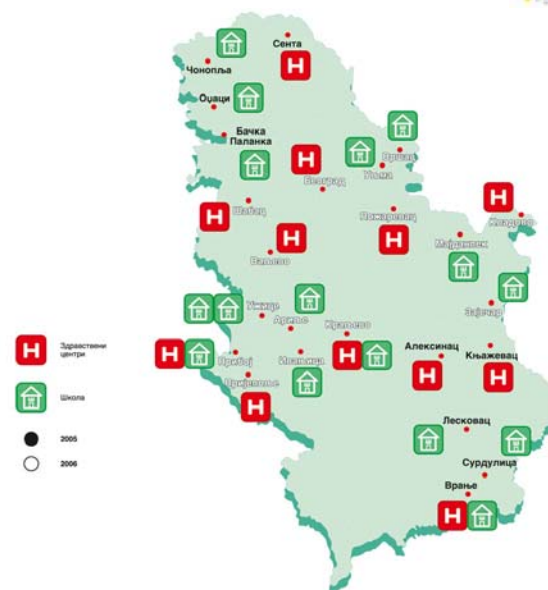 Сента
Чонопља
Оџаци
Бачка
Паланка
Вршац
Уљма
Београд
Шабац
Пожаревац
Кладово
Мајданпек
Ваљево
Зајечар
Ужице
Ариље
Краљево
Прибој
Ивањица
Алексинац
Књажевац
Пријепоље
Лесковац
Сурдулица
Врање
H Здравствени
центри
Школа
2005
2006